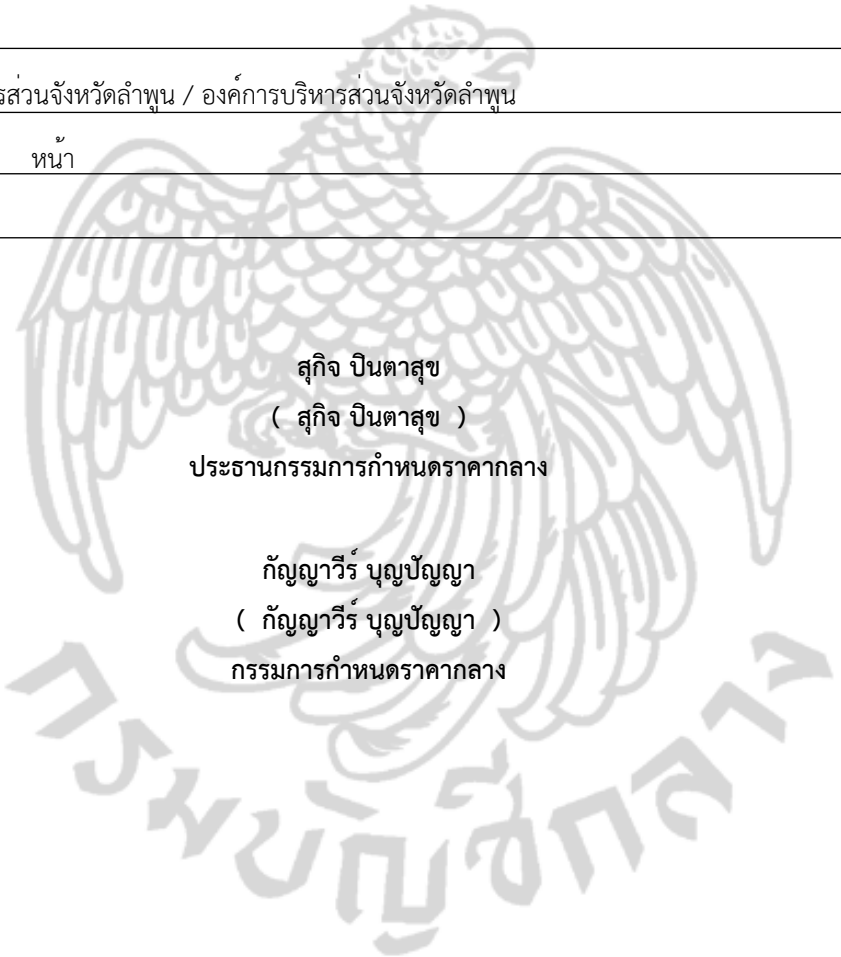 รส่วนจังหวัดลำพูน / องค์การบริหารส่วนจังหวัดลำพูน
หน้า
สุกิจ ปินตาสุข
( สุกิจ ปินตาสุข )
ประธานกรรมการกำหนดราคากลาง
กัญญาวีร์ บุญปัญญา
( กัญญาวีร์ บุญปัญญา )
กรรมการกำหนดราคากลาง
กรมบัญชีกลาง